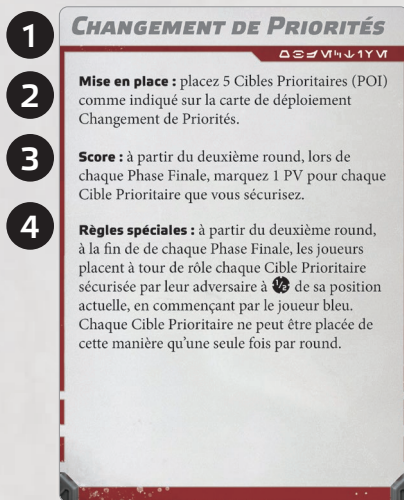 1
CHANGEMENT DE PRIORITÉS
2
Mise en place : placez 5 Cibles Prioritaires (POI)
comme indiqué sur la carte de déploiement
Changement de Priorités.
3
Score : à partir du deuxième round, lors de
chaque Phase Finale, marquez 1 PV pour chaque
Cible Prioritaire que vous sécurisez.
4
Règles spéciales : à partir du deuxième round,
à la fin de de chaque Phase Finale, les joueurs
placent à tour de rôle chaque Cible Prioritaire
sécurisée par leur adversaire à ½ de sa position
actuelle, en commençant par le joueur bleu.
Chaque Cible Prioritaire ne peut être placée de
cette manière qu'une seule fois par round.